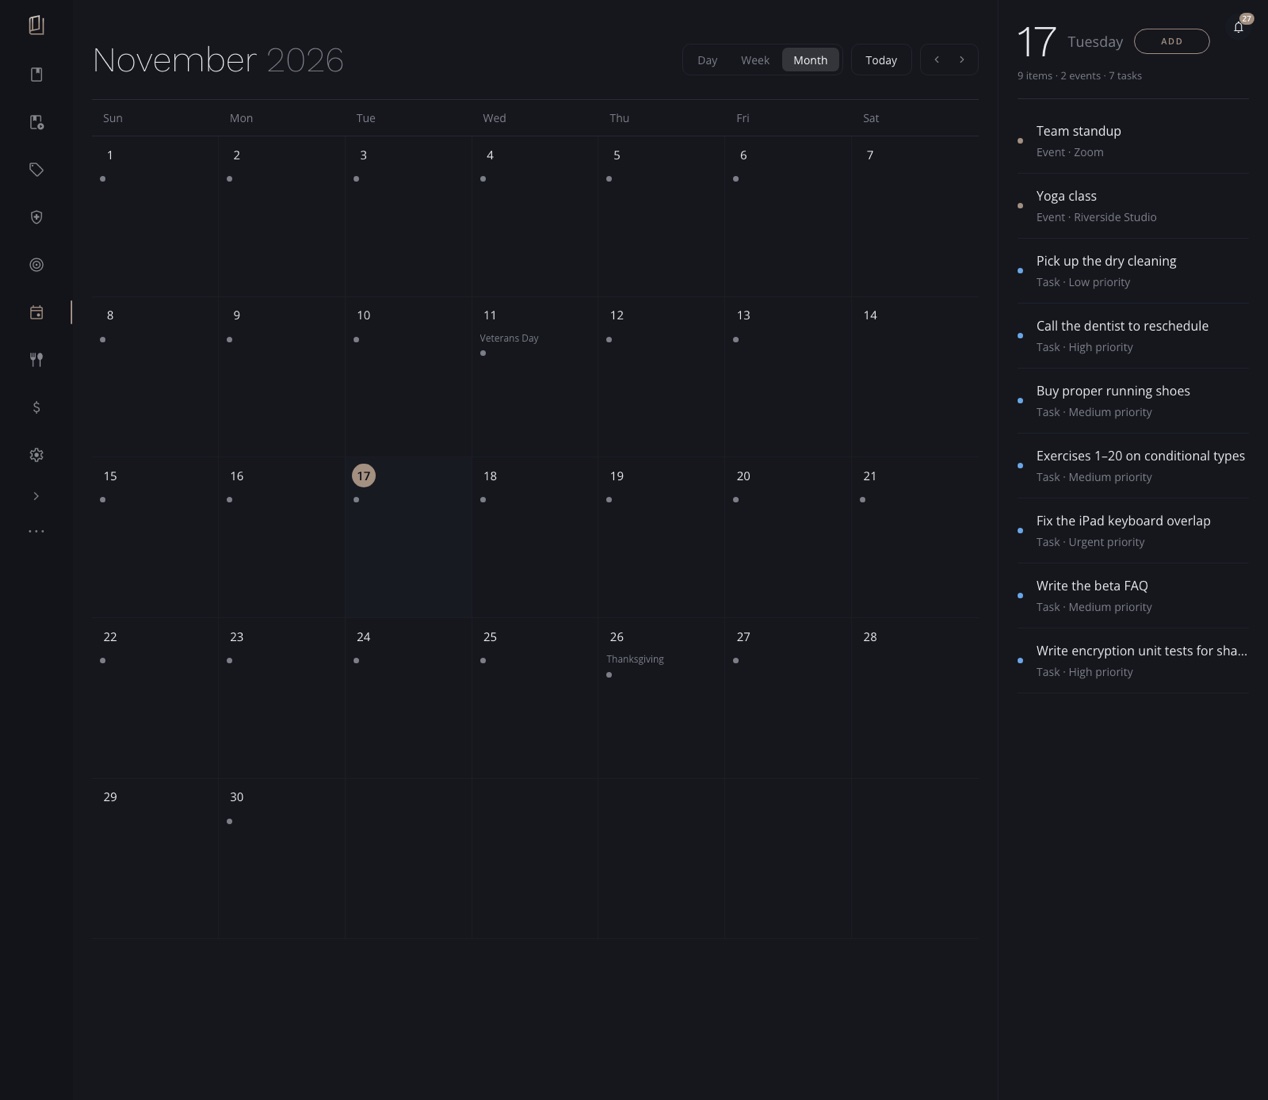 November 2026
Day Week Month Today
Sun Mon Tue Wed Thu Fri Sat
1 2 3 4 5 6 7
8 9 10 11 12 13 14
Veterans Day
15 16 17 18 19 20 21
22 23 24 25 26 27 28
Thanksgiving
29 30
27
17 Tuesday ADD
9 items · 2 events · 7 tasks
Team standup
Event · Zoom
Yoga class
Event · Riverside Studio
Pick up the dry cleaning
Task · Low priority
Call the dentist to reschedule
Task · High priority
Buy proper running shoes
Task · Medium priority
Exercises 1–20 on conditional types
Task · Medium priority
Fix the iPad keyboard overlap
Task · Urgent priority
Write the beta FAQ
Task · Medium priority
Write encryption unit tests for sha...
Task · High priority